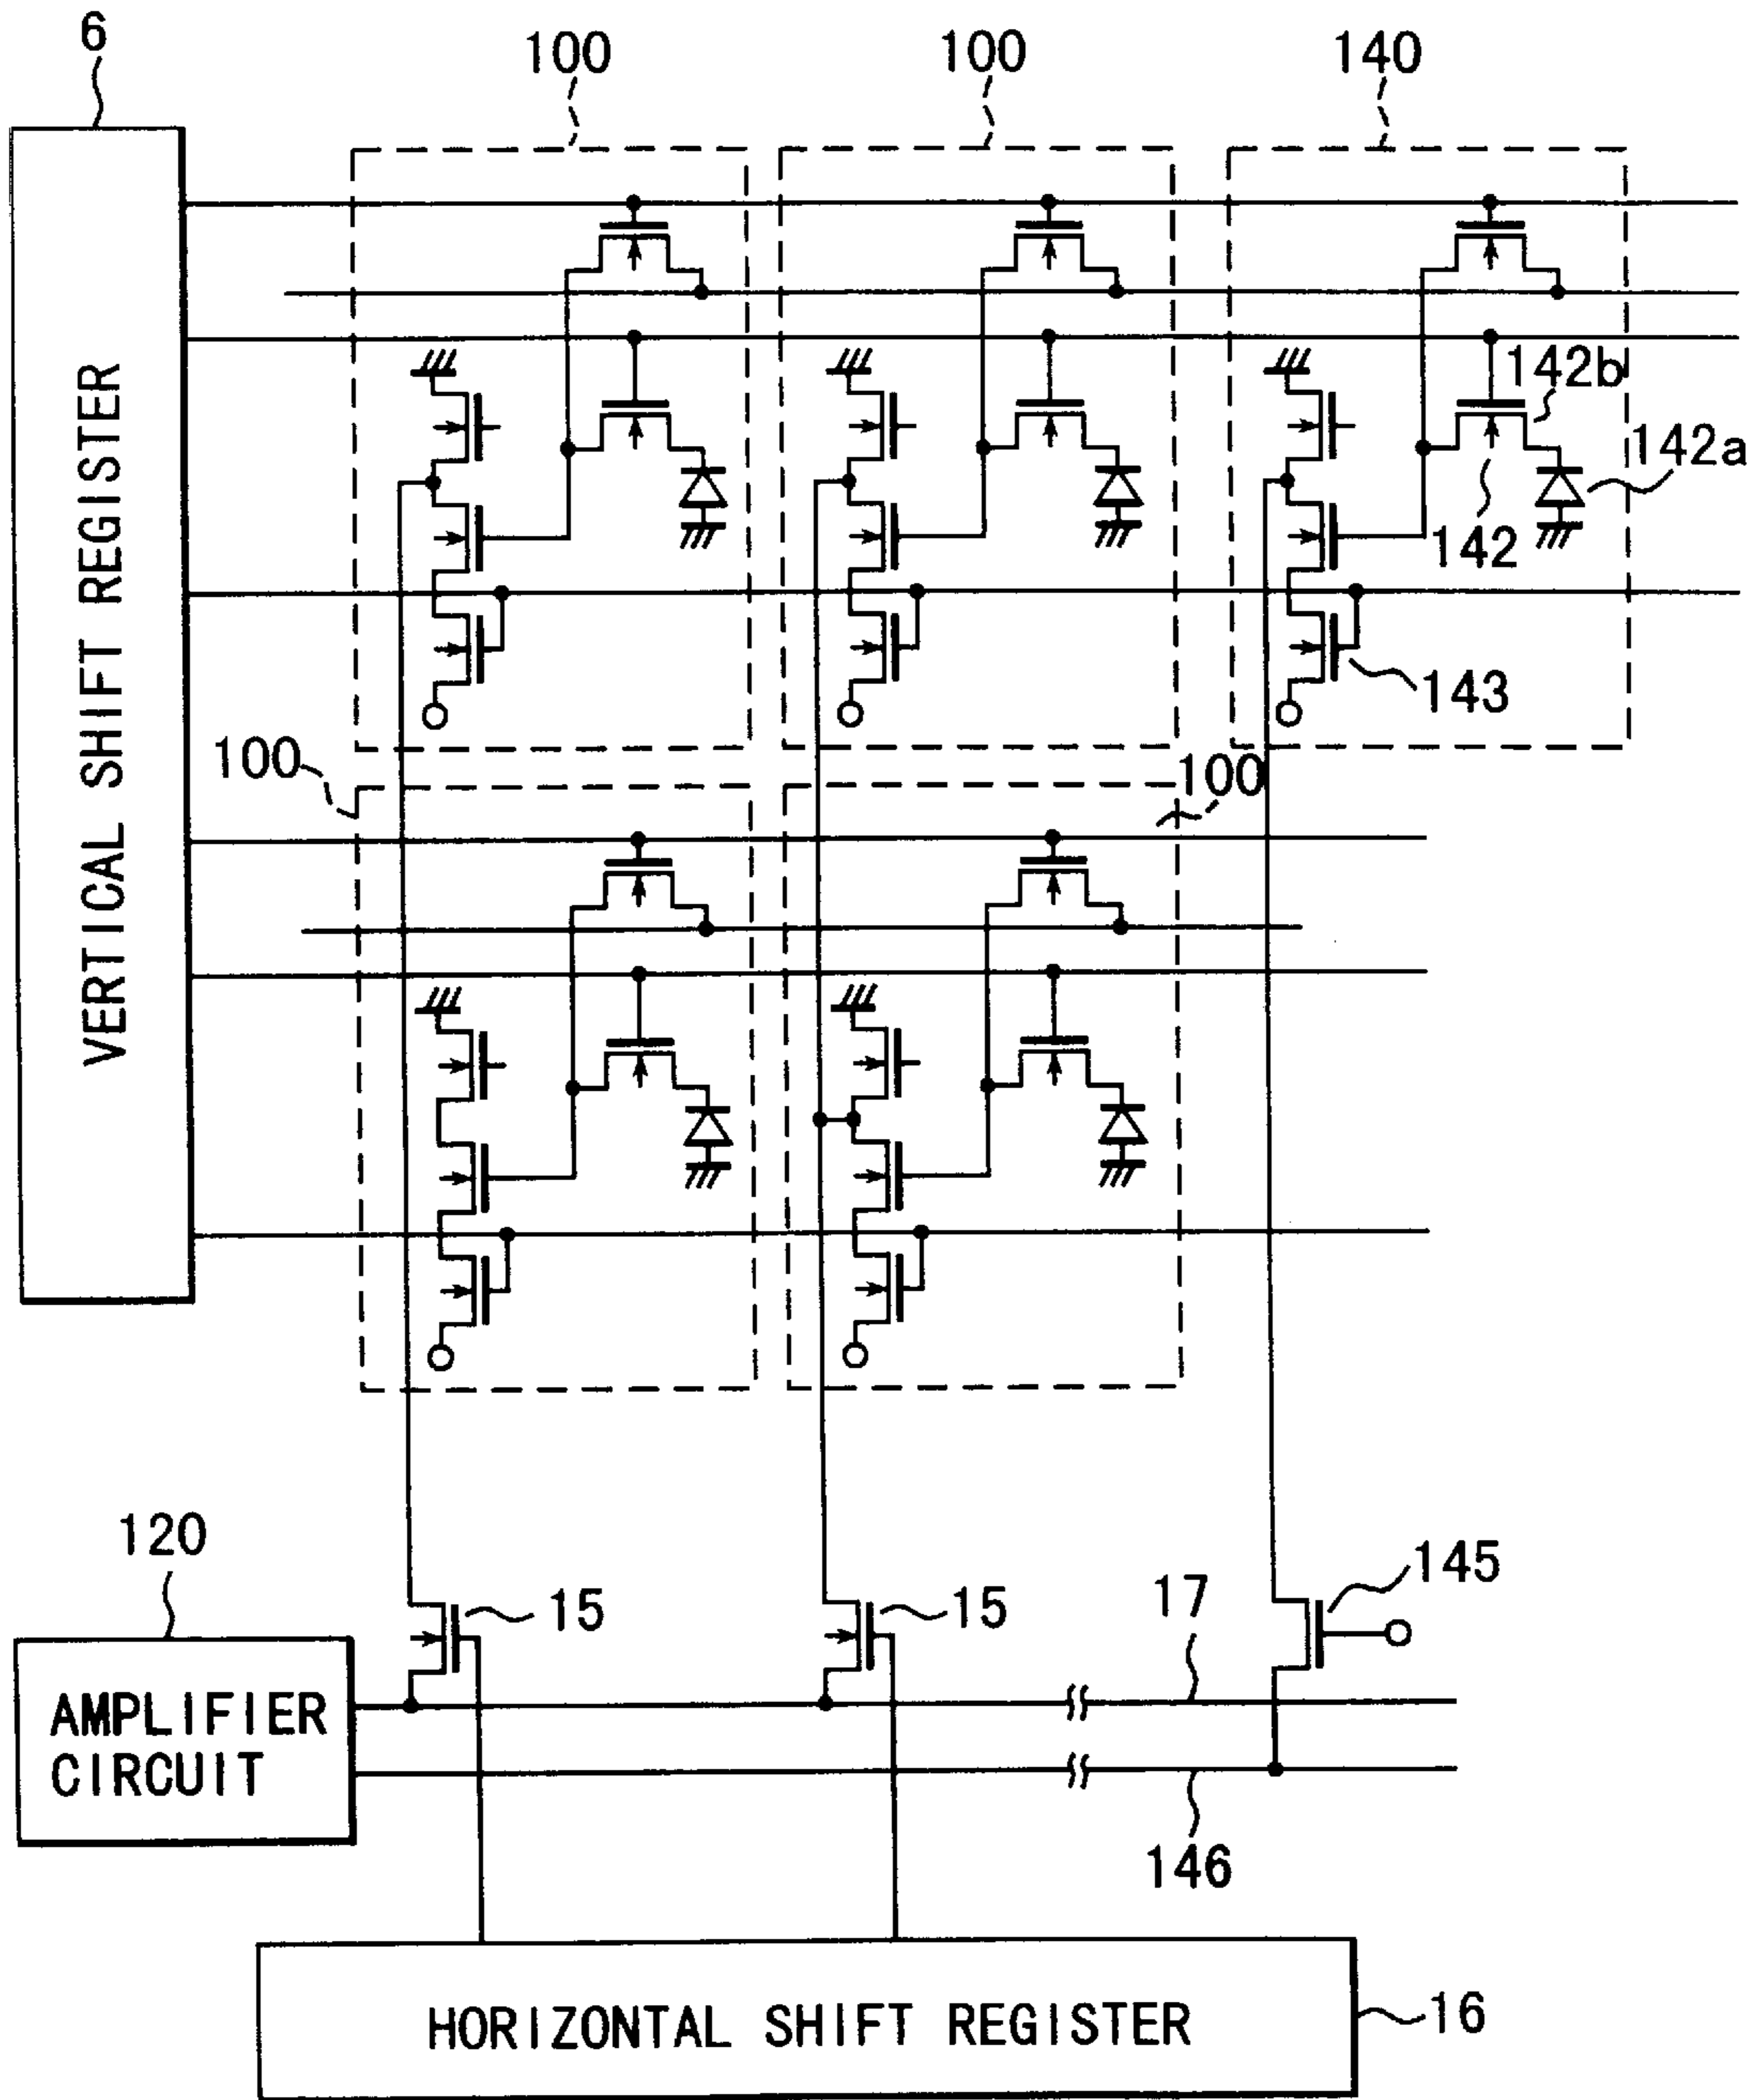 6
100
100
140
142b
142a
142
143
VERTICAL SHIFT REGISTER
100
100
120
15
15
17
145
AMPLIFIER
CIRCUIT
146
HORIZONTAL SHIFT REGISTER
16